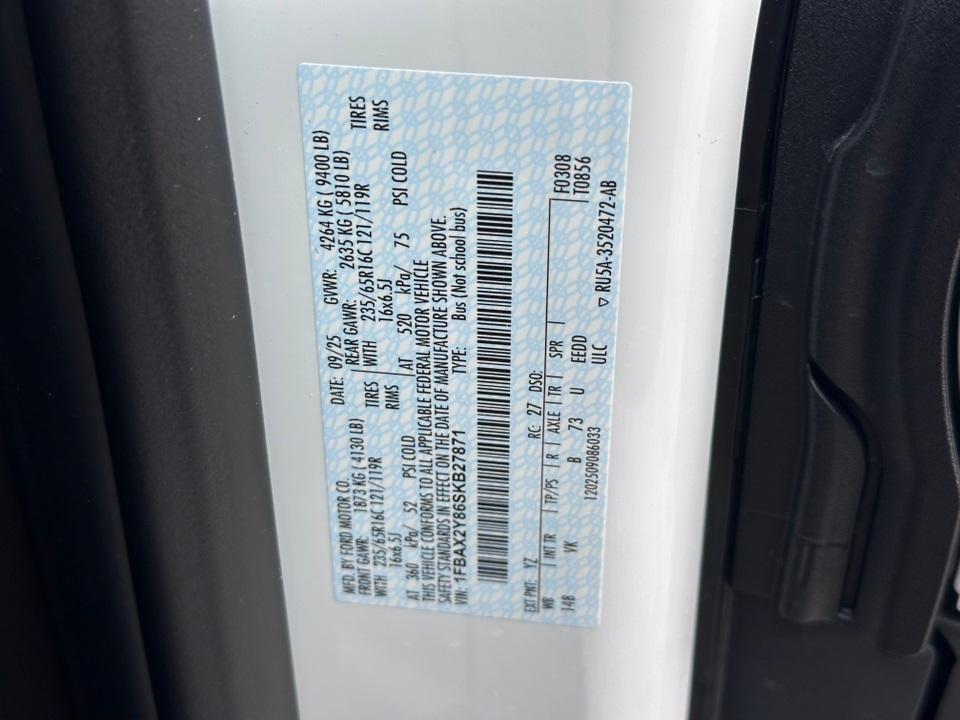 MFD. BY FORD MOTOR CO.
DATE: 09/25 GVWR: 4264 KG ( 9400 LB)
FRONT GAWR: 1873 KG ( 4130 LB) REAR GAWR: 2635 KG ( 5810 LB)
WITH 235/65R16C 121/119R TIRES WITH 235/65R16C 121/119R TIRES
16x6.5J RIMS 16x6.5J RIMS
AT 360 kPa/ 52 PSI COLD AT 520 kPa/ 75 PSI COLD
THIS VEHICLE CONFORMS TO ALL APPLICABLE FEDERAL MOTOR VEHICLE
SAFETY STANDARDS IN EFFECT ON THE DATE OF MANUFACTURE SHOWN ABOVE.
VIN: 1FBAX2Y86SKB27871 TYPE: Bus (Not school bus)
EXT PNT: YZ RC: 27 DSO: F0308
WB INT TR TP/PS R AXLE TR SPR T0856
148 VK B 73 U EEDD
1202509086033 ULC ▽ RU5A-3520472-AB